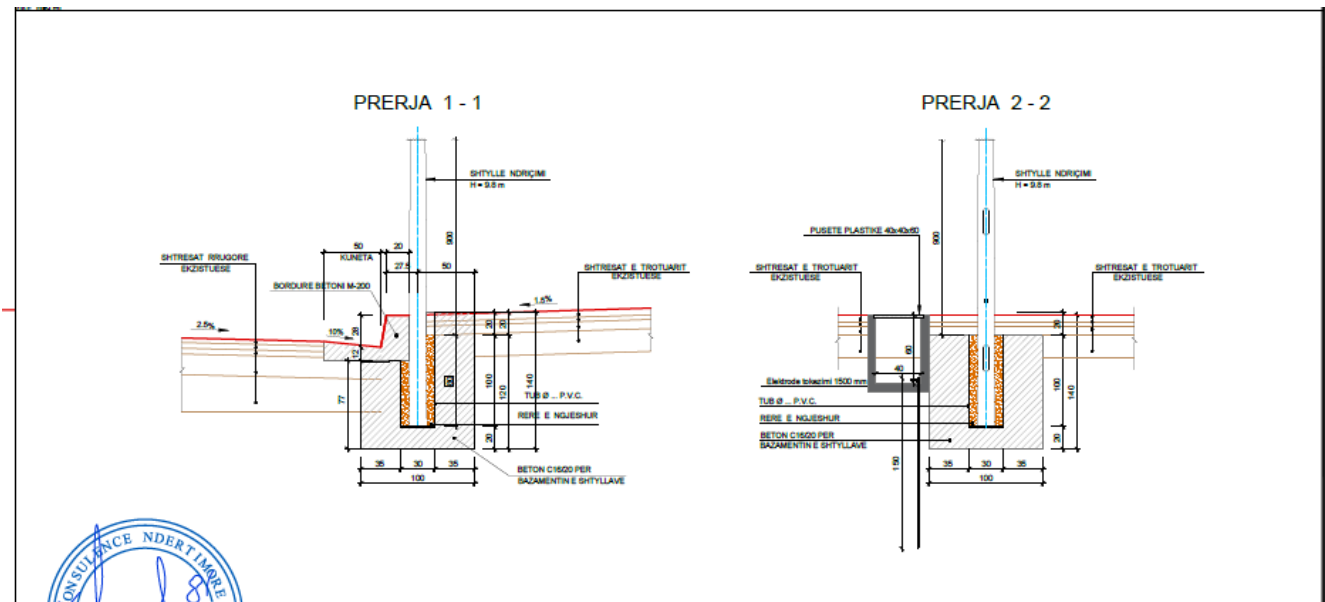 PRERJA 1 - 1
SHTYLLE NDRIÇIMI
H = 9.8 m
900
50
20
KUNETA
27.5
50
SHTRESAT RRUGORE
EKZISTUESE
BORDURE BETONI M-200
SHTRESAT E TROTUARIT
EKZISTUESE
2.5%
10%
1.5%
28
12
77
20
20
100
120
140
20
TUB Ø ... P.V.C.
RERE E NGJESHUR
35
30
35
100
BETON C16/20 PER
BAZAMENTIN E SHTYLLAVE
PRERJA 2 - 2
SHTYLLE NDRIÇIMI
H = 9.8 m
PUSETE PLASTIKE 40x40x60
900
SHTRESAT E TROTUARIT
EKZISTUESE
SHTRESAT E TROTUARIT
EKZISTUESE
60
40
20
100
140
20
Elektrode tokezimi 1500 mm
TUB Ø ... P.V.C.
RERE E NGJESHUR
BETON C16/20 PER
BAZAMENTIN E SHTYLLAVE
150
35
30
35
100
NDERTIMORE